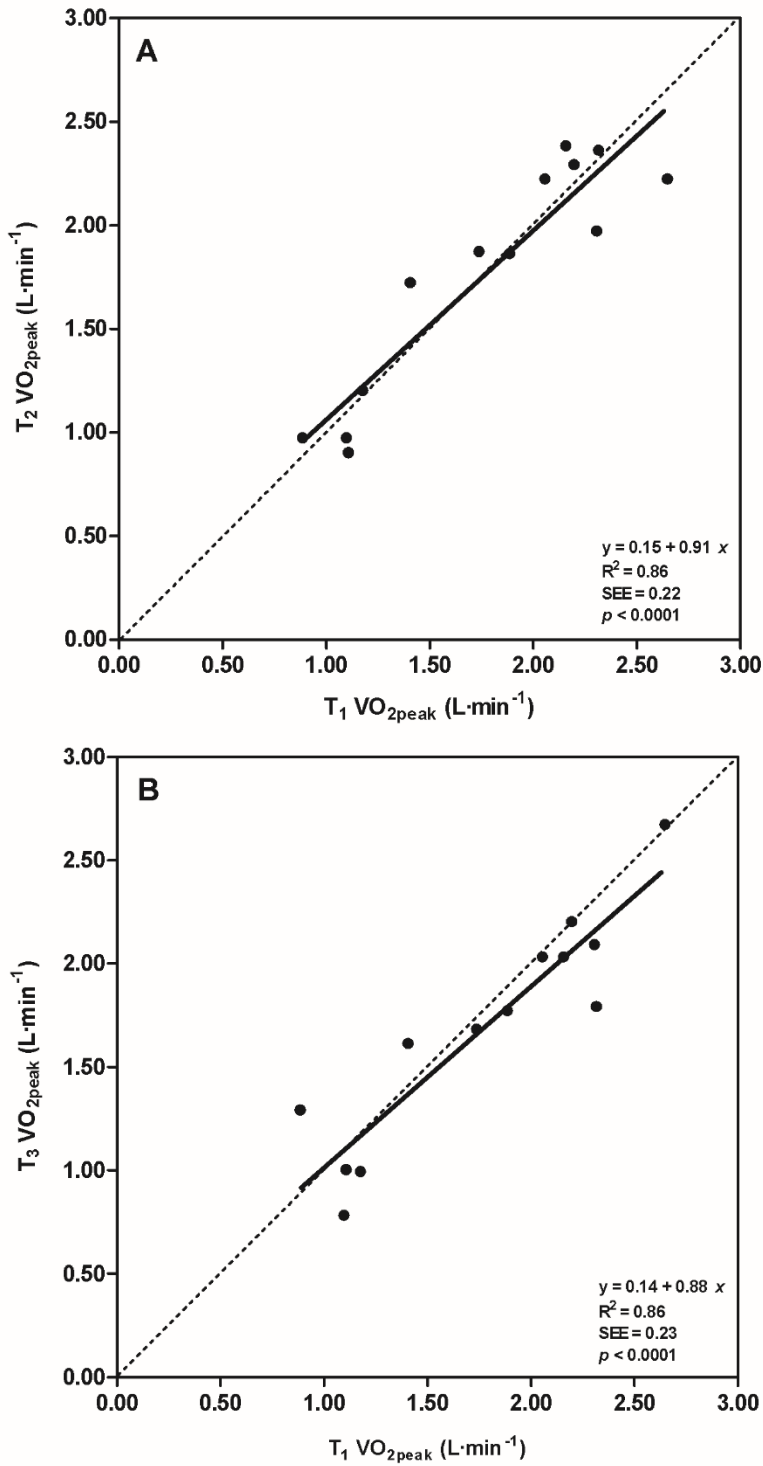 A
3.00
2.50
2.00
1.50
1.00
0.50
0.00
T₂ VO₂peak (L·min⁻¹)
y = 0.15 + 0.91 x
R² = 0.86
SEE = 0.22
p < 0.0001
0.00 0.50 1.00 1.50 2.00 2.50 3.00
T₁ VO₂peak (L·min⁻¹)
B
3.00
2.50
2.00
1.50
1.00
0.50
0.00
T₃ VO₂peak (L·min⁻¹)
y = 0.14 + 0.88 x
R² = 0.86
SEE = 0.23
p < 0.0001
0.00 0.50 1.00 1.50 2.00 2.50 3.00
T₁ VO₂peak (L·min⁻¹)